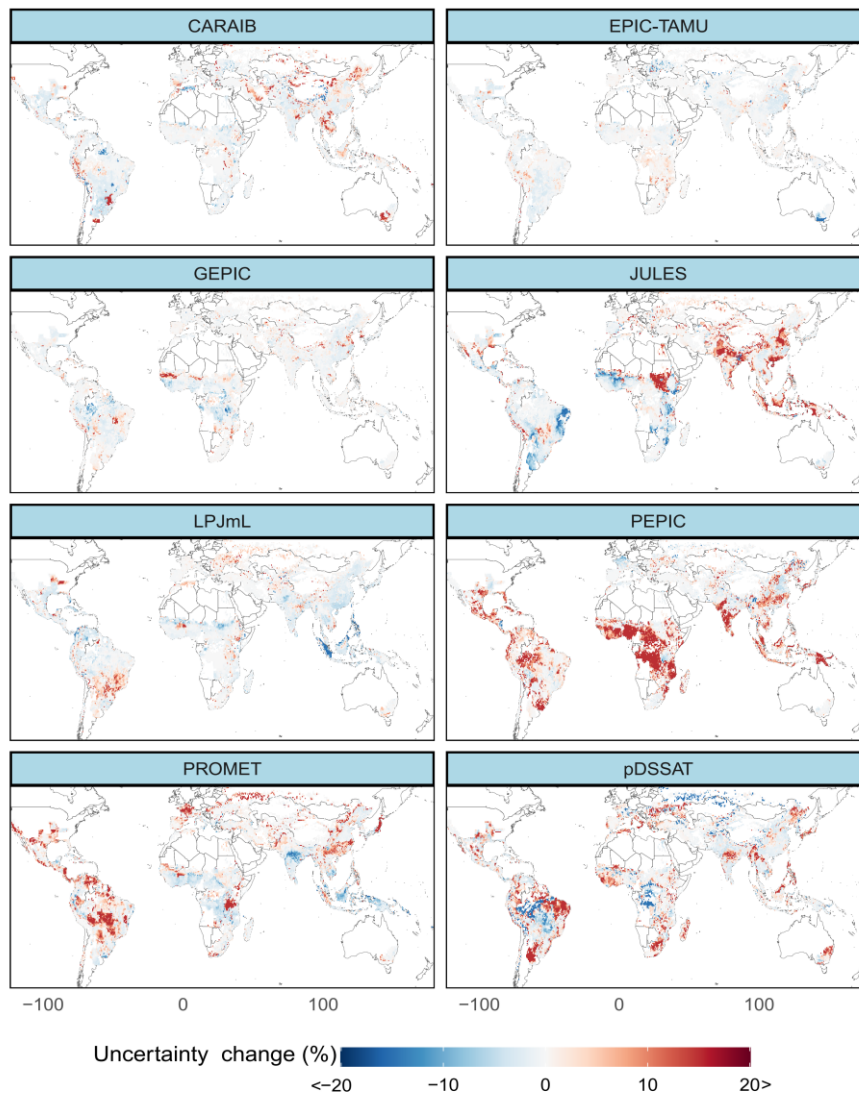 CARAIB
EPIC-TAMU
GEPIC
JULES
LPJmL
PEPIC
PROMET
pDSSAT
−100 0 100 −100 0 100
Uncertainty change (%)
<−20 −10 0 10 20>